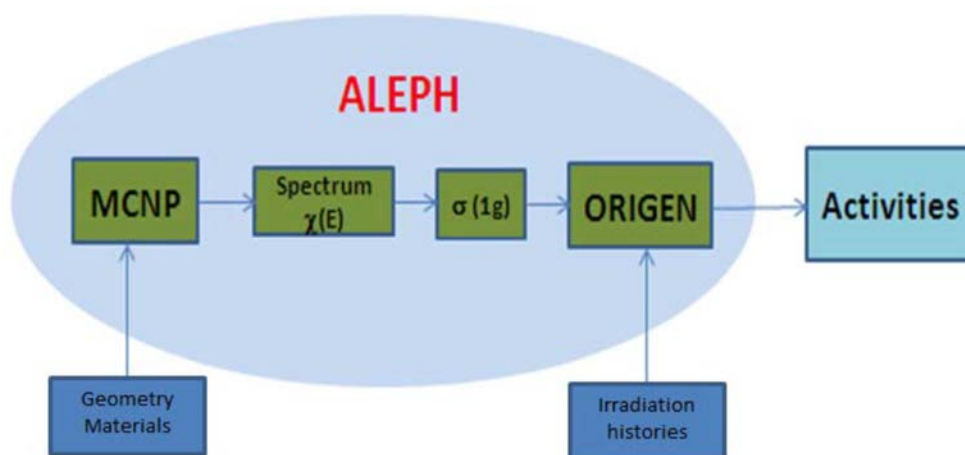 ALEPH
MCNP
Spectrum
χ(E)
σ (1g)
ORIGEN
Activities
Geometry
Materials
Irradiation
histories